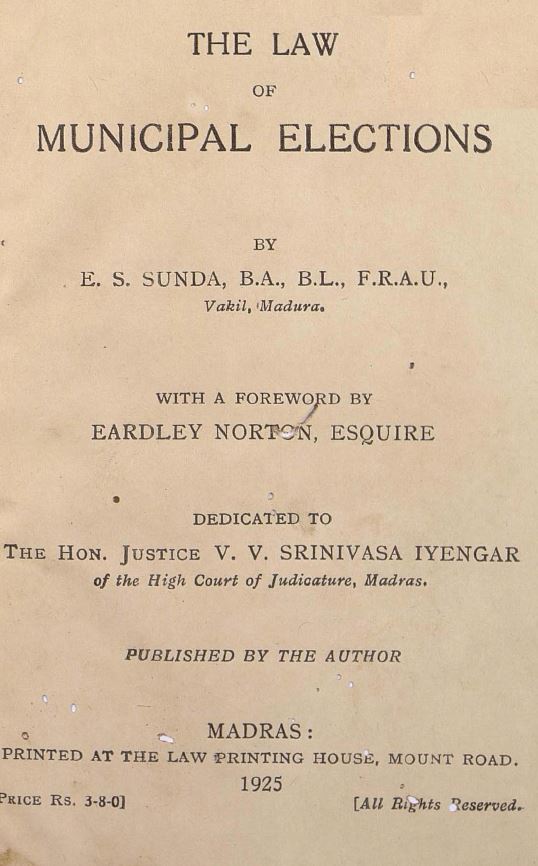 THE LAW
OF
MUNICIPAL ELECTIONS
BY
E. S. SUNDA, B.A., B.L., F.R.A.U.,
Vakil, Madura.
WITH A FOREWORD BY
EARDLEY NORTON, ESQUIRE
DEDICATED TO
THE HON. JUSTICE V. V. SRINIVASA IYENGAR
of the High Court of Judicature, Madras.
PUBLISHED BY THE AUTHOR
MADRAS:
PRINTED AT THE LAW PRINTING HOUSE, MOUNT ROAD.
1925
PRICE RS. 3-8-0] [All Rights Reserved.